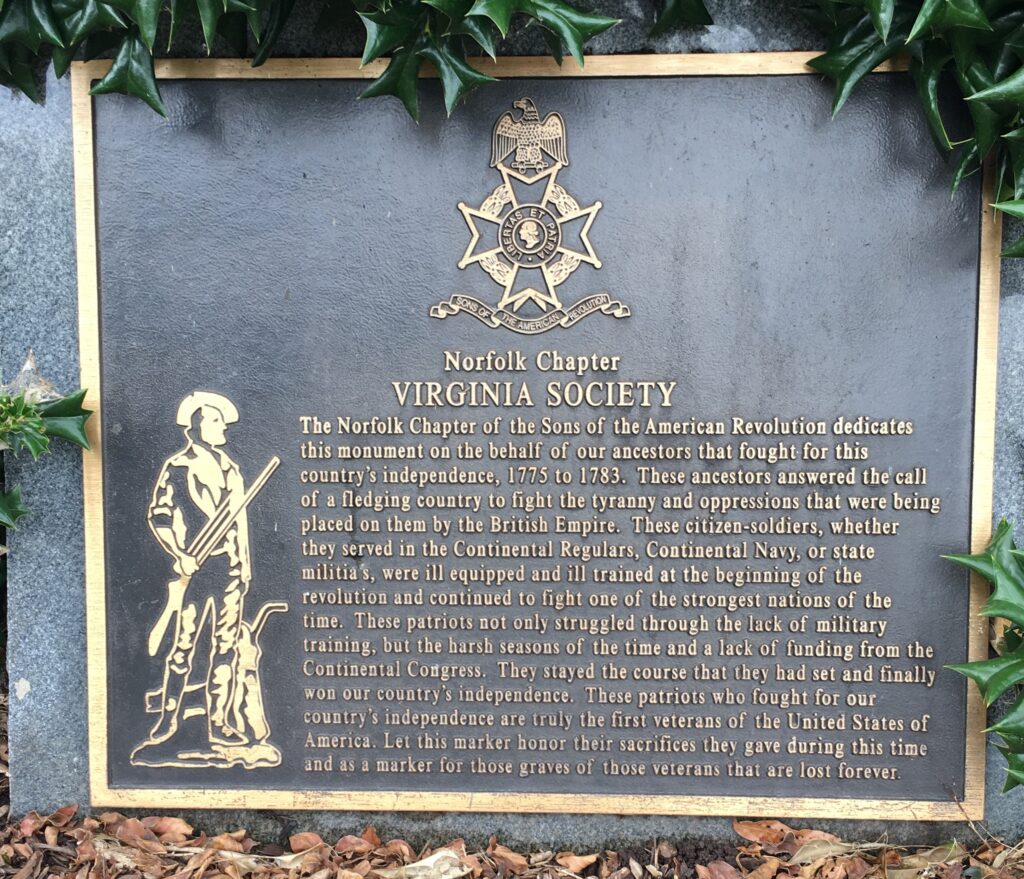 LIBERTAS ET PATRIA
SONS OF THE AMERICAN REVOLUTION
Norfolk Chapter
VIRGINIA SOCIETY
The Norfolk Chapter of the Sons of the American Revolution dedicates
this monument on the behalf of our ancestors that fought for this
country's independence, 1775 to 1783. These ancestors answered the call
of a fledging country to fight the tyranny and oppressions that were being
placed on them by the British Empire. These citizen-soldiers, whether
they served in the Continental Regulars, Continental Navy, or state
militia's, were ill equipped and ill trained at the beginning of the
revolution and continued to fight one of the strongest nations of the
time. These patriots not only struggled through the lack of military
training, but the harsh seasons of the time and a lack of funding from the
Continental Congress. They stayed the course that they had set and finally
won our country's independence. These patriots who fought for our
country's independence are truly the first veterans of the United States of
America. Let this marker honor their sacrifices they gave during this time
and as a marker for those graves of those veterans that are lost forever.